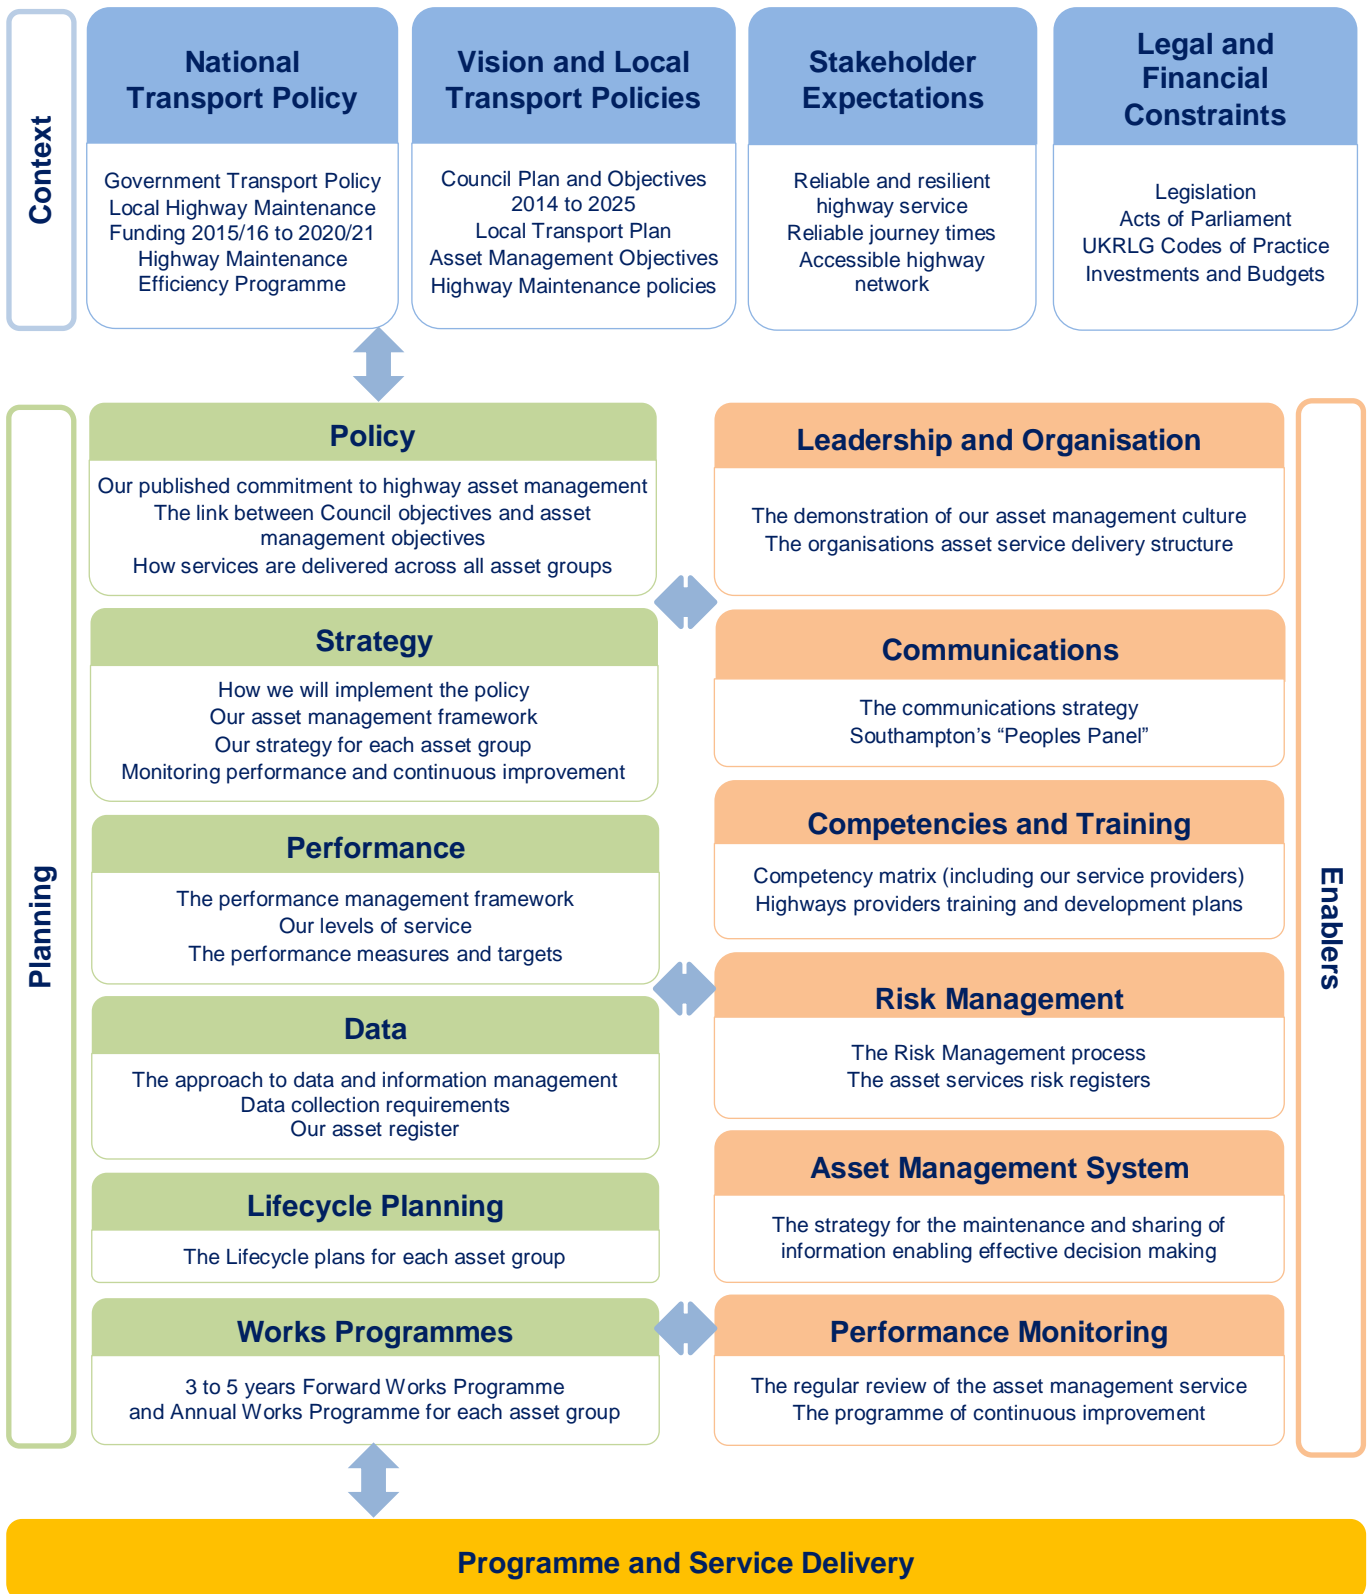 Context
National
Transport Policy
Government Transport Policy
Local Highway Maintenance
Funding 2015/16 to 2020/21
Highway Maintenance
Efficiency Programme
Vision and Local
Transport Policies
Council Plan and Objectives
2014 to 2025
Local Transport Plan
Asset Management Objectives
Highway Maintenance policies
Stakeholder
Expectations
Reliable and resilient
highway service
Reliable journey times
Accessible highway
network
Legal and
Financial
Constraints
Legislation
Acts of Parliament
UKRLG Codes of Practice
Investments and Budgets
Planning
Policy
Our published commitment to highway asset management
The link between Council objectives and asset
management objectives
How services are delivered across all asset groups
Strategy
How we will implement the policy
Our asset management framework
Our strategy for each asset group
Monitoring performance and continuous improvement
Performance
The performance management framework
Our levels of service
The performance measures and targets
Data
The approach to data and information management
Data collection requirements
Our asset register
Lifecycle Planning
The Lifecycle plans for each asset group
Works Programmes
3 to 5 years Forward Works Programme
and Annual Works Programme for each asset group
Leadership and Organisation
The demonstration of our asset management culture
The organisations asset service delivery structure
Communications
The communications strategy
Southampton’s “Peoples Panel”
Competencies and Training
Competency matrix (including our service providers)
Highways providers training and development plans
Risk Management
The Risk Management process
The asset services risk registers
Asset Management System
The strategy for the maintenance and sharing of
information enabling effective decision making
Performance Monitoring
The regular review of the asset management service
The programme of continuous improvement
Enablers
Programme and Service Delivery